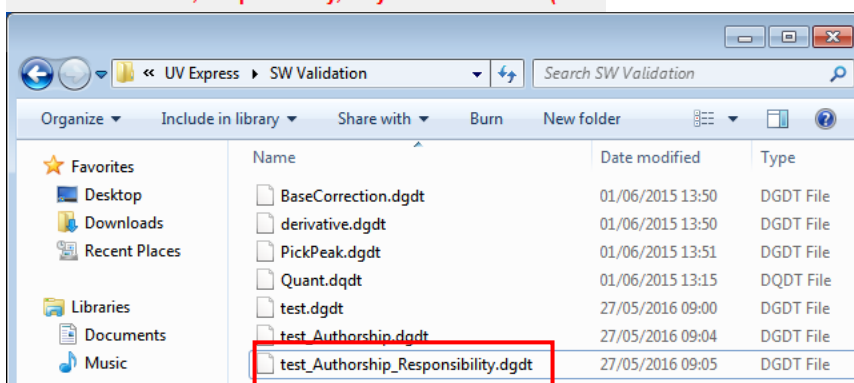 « UV Express ▸ SW Validation Search SW Validation
Organize Include in library Share with Burn New folder
Name Date modified Type
Favorites
Desktop BaseCorrection.dgdt 01/06/2015 13:50 DGDT File
Downloads derivative.dgdt 01/06/2015 13:50 DGDT File
Recent Places PickPeak.dgdt 01/06/2015 13:51 DGDT File
Quant.dqdt 01/06/2015 13:15 DQDT File
Libraries test.dgdt 27/05/2016 09:00 DGDT File
Documents test_Authorship.dgdt 27/05/2016 09:04 DGDT File
Music test_Authorship_Responsibility.dgdt 27/05/2016 09:05 DGDT File